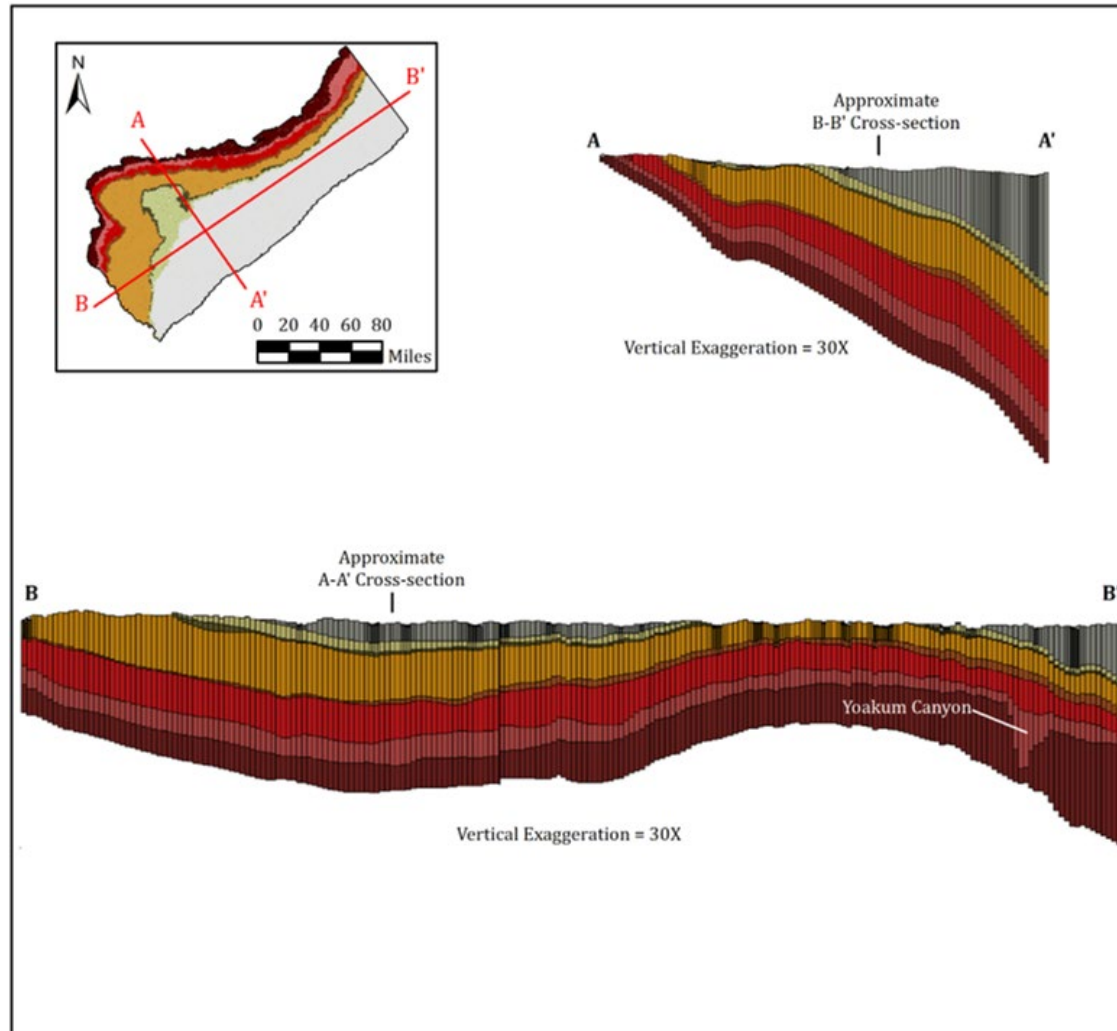 N
A
B'
B
A'
0 20 40 60 80
Miles
Approximate
B-B' Cross-section
A
A'
Vertical Exaggeration = 30X
Approximate
A-A' Cross-section
B
B'
Yoakum Canyon
Vertical Exaggeration = 30X